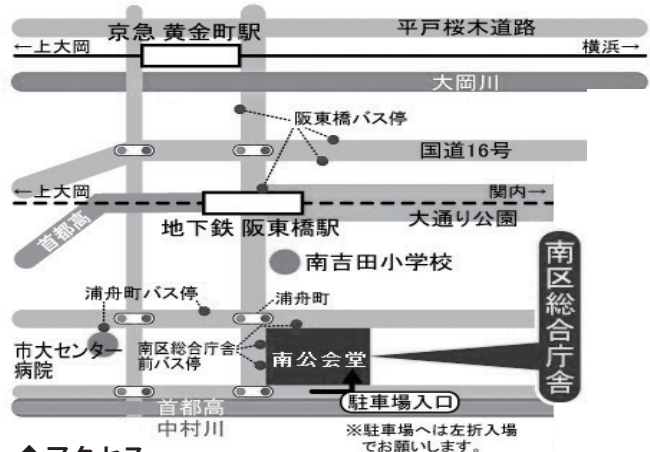 京急 黄金町駅
平戸桜木道路
←上大岡
横浜→
大岡川
阪東橋バス停
国道16号
←上大岡
関内→
首都高
地下鉄 阪東橋駅
大通り公園
南吉田小学校
南区総合庁舎
浦舟町バス停
浦舟町
市大センター
病院
南区総合庁舎
前バス停
南公会堂
駐車場入口
首都高
中村川
※駐車場へは左折入場
でお願いします。
◆アクセス